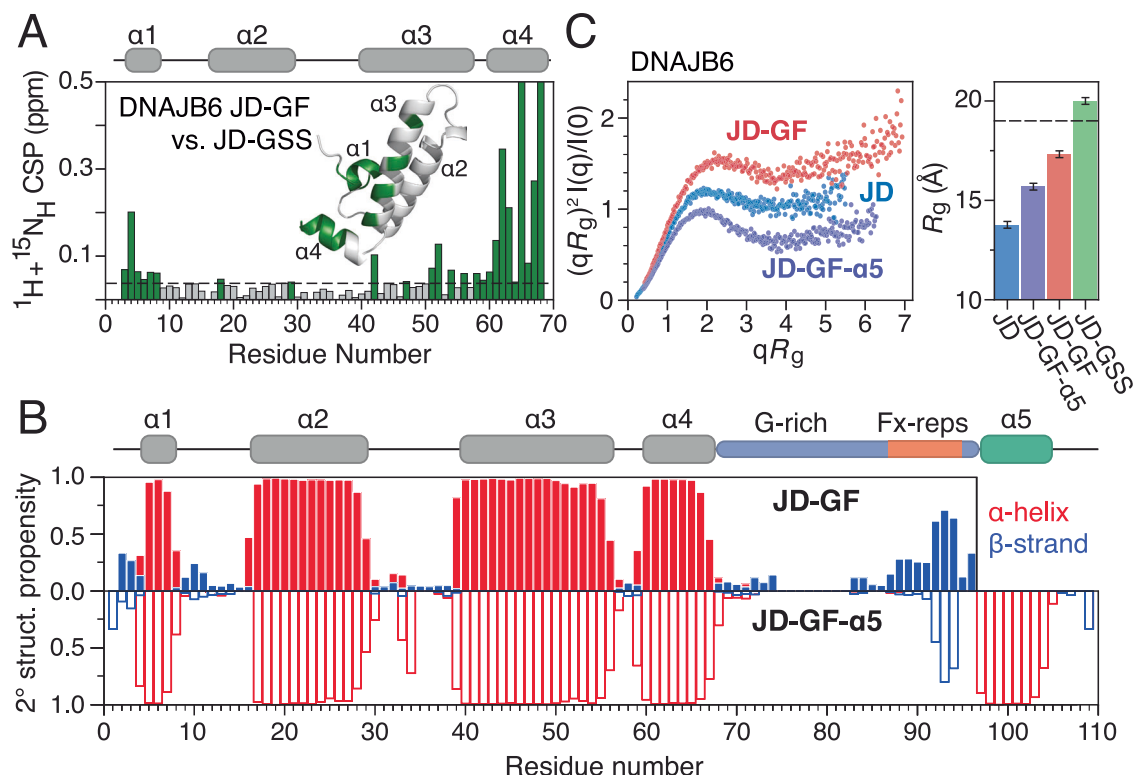 A
α1
α2
α3
α4
0.5
0.1
0
¹H+¹⁵N_H CSP (ppm)
DNAJB6 JD-GF
vs. JD-GSS
α3
α1
α2
α4
0 10 20 30 40 50 60 70
Residue Number
C
DNAJB6
JD-GF
JD
JD-GF-α5
2
1
0
(qR_g)² I(q)/I(0)
0 1 2 3 4 5 6 7
qR_g
20
15
10
R_g (Å)
JD
JD-GF-α5
JD-GF
JD-GSS
B
α1
α2
α3
α4
G-rich
Fx-reps
α5
1.0
0.5
0.0
0.5
1.0
2° struct. propensity
JD-GF
JD-GF-α5
α-helix
β-strand
0 10 20 30 40 50 60 70 80 90 100 110
Residue number